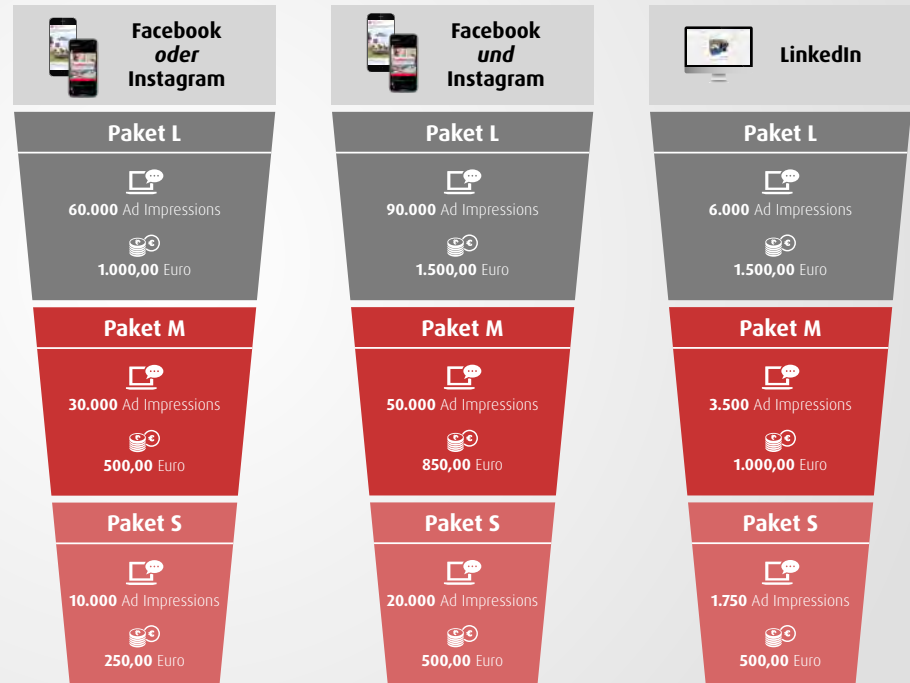 Facebook
oder
Instagram
Paket L
60.000 Ad Impressions
1.000,00 Euro
Paket M
30.000 Ad Impressions
500,00 Euro
Paket S
10.000 Ad Impressions
250,00 Euro
Facebook
und
Instagram
Paket L
90.000 Ad Impressions
1.500,00 Euro
Paket M
50.000 Ad Impressions
850,00 Euro
Paket S
20.000 Ad Impressions
500,00 Euro
LinkedIn
Paket L
6.000 Ad Impressions
1.500,00 Euro
Paket M
3.500 Ad Impressions
1.000,00 Euro
Paket S
1.750 Ad Impressions
500,00 Euro